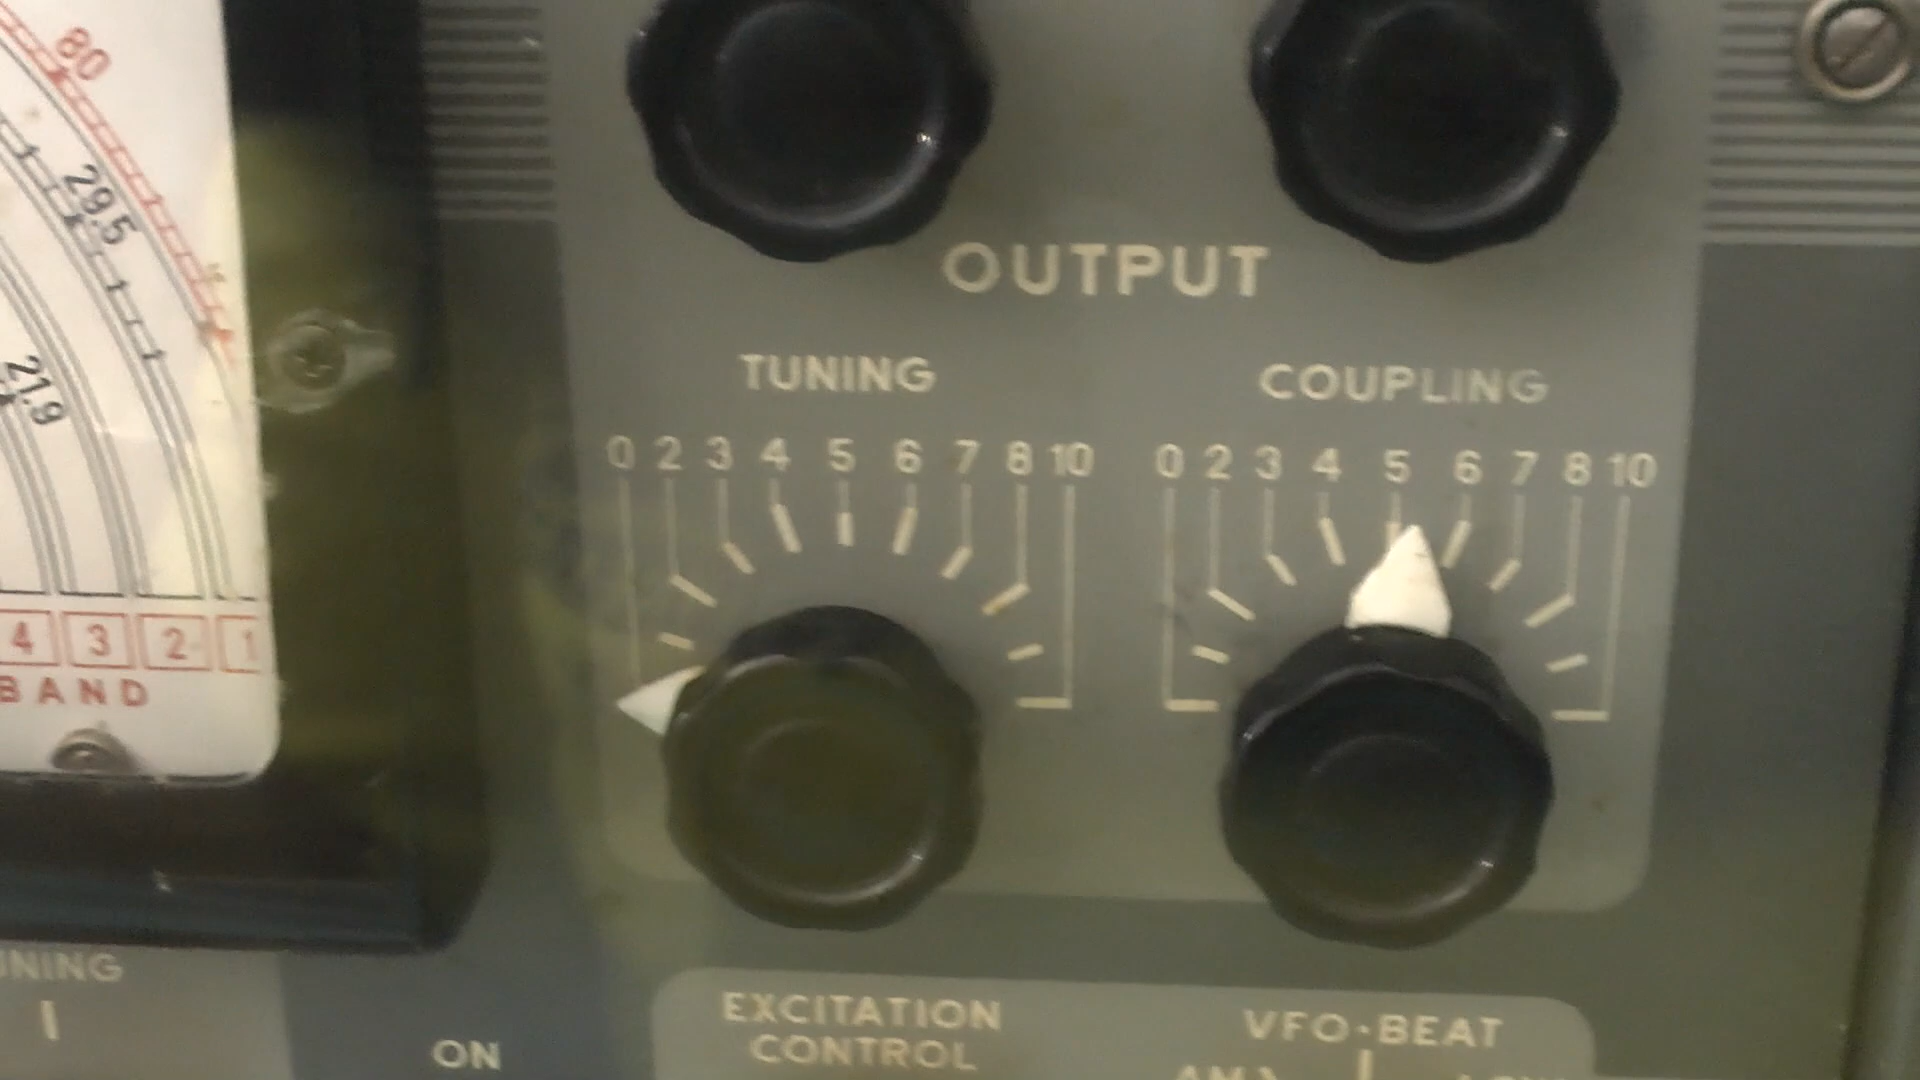 80
29.5
21.9
4 3 2 1
BAND
OUTPUT
TUNING
0 2 3 4 5 6 7 8 10
COUPLING
0 2 3 4 5 6 7 8 10
ON
EXCITATION
CONTROL
VFO·BEAT
AM